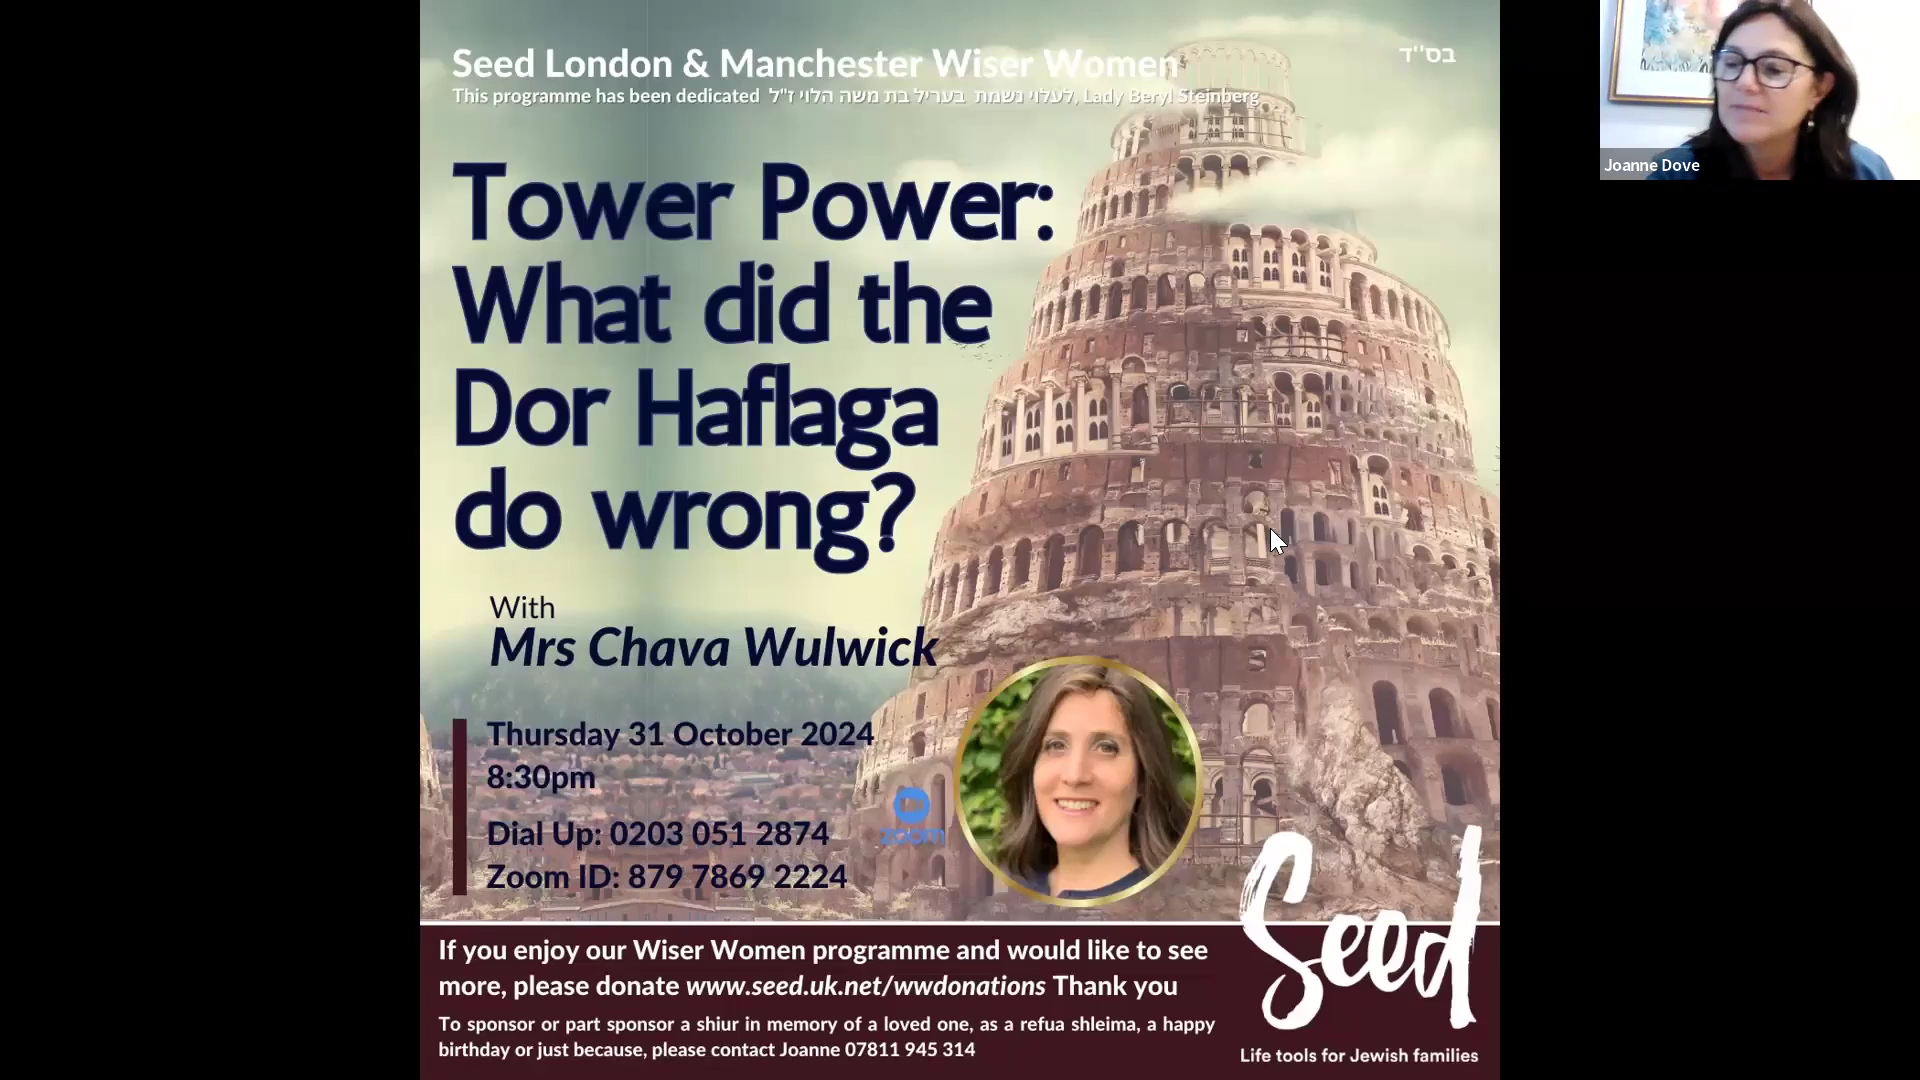 Seed London & Manchester Wiser Women
בס''ד
This programme has been dedicated לעלוי נשמת בעריל בת משה הלוי ז"ל, Lady Beryl Steinberg
Tower Power:
What did the
Dor Haflaga
do wrong?
With
Mrs Chava Wulwick
Thursday 31 October 2024
8:30pm
Dial Up: 0203 051 2874
Zoom ID: 879 7869 2224
zoom
If you enjoy our Wiser Women programme and would like to see
more, please donate www.seed.uk.net/wwdonations Thank you
To sponsor or part sponsor a shiur in memory of a loved one, as a refua shleima, a happy
birthday or just because, please contact Joanne 07811 945 314
Seed
Life tools for Jewish families
Joanne Dove